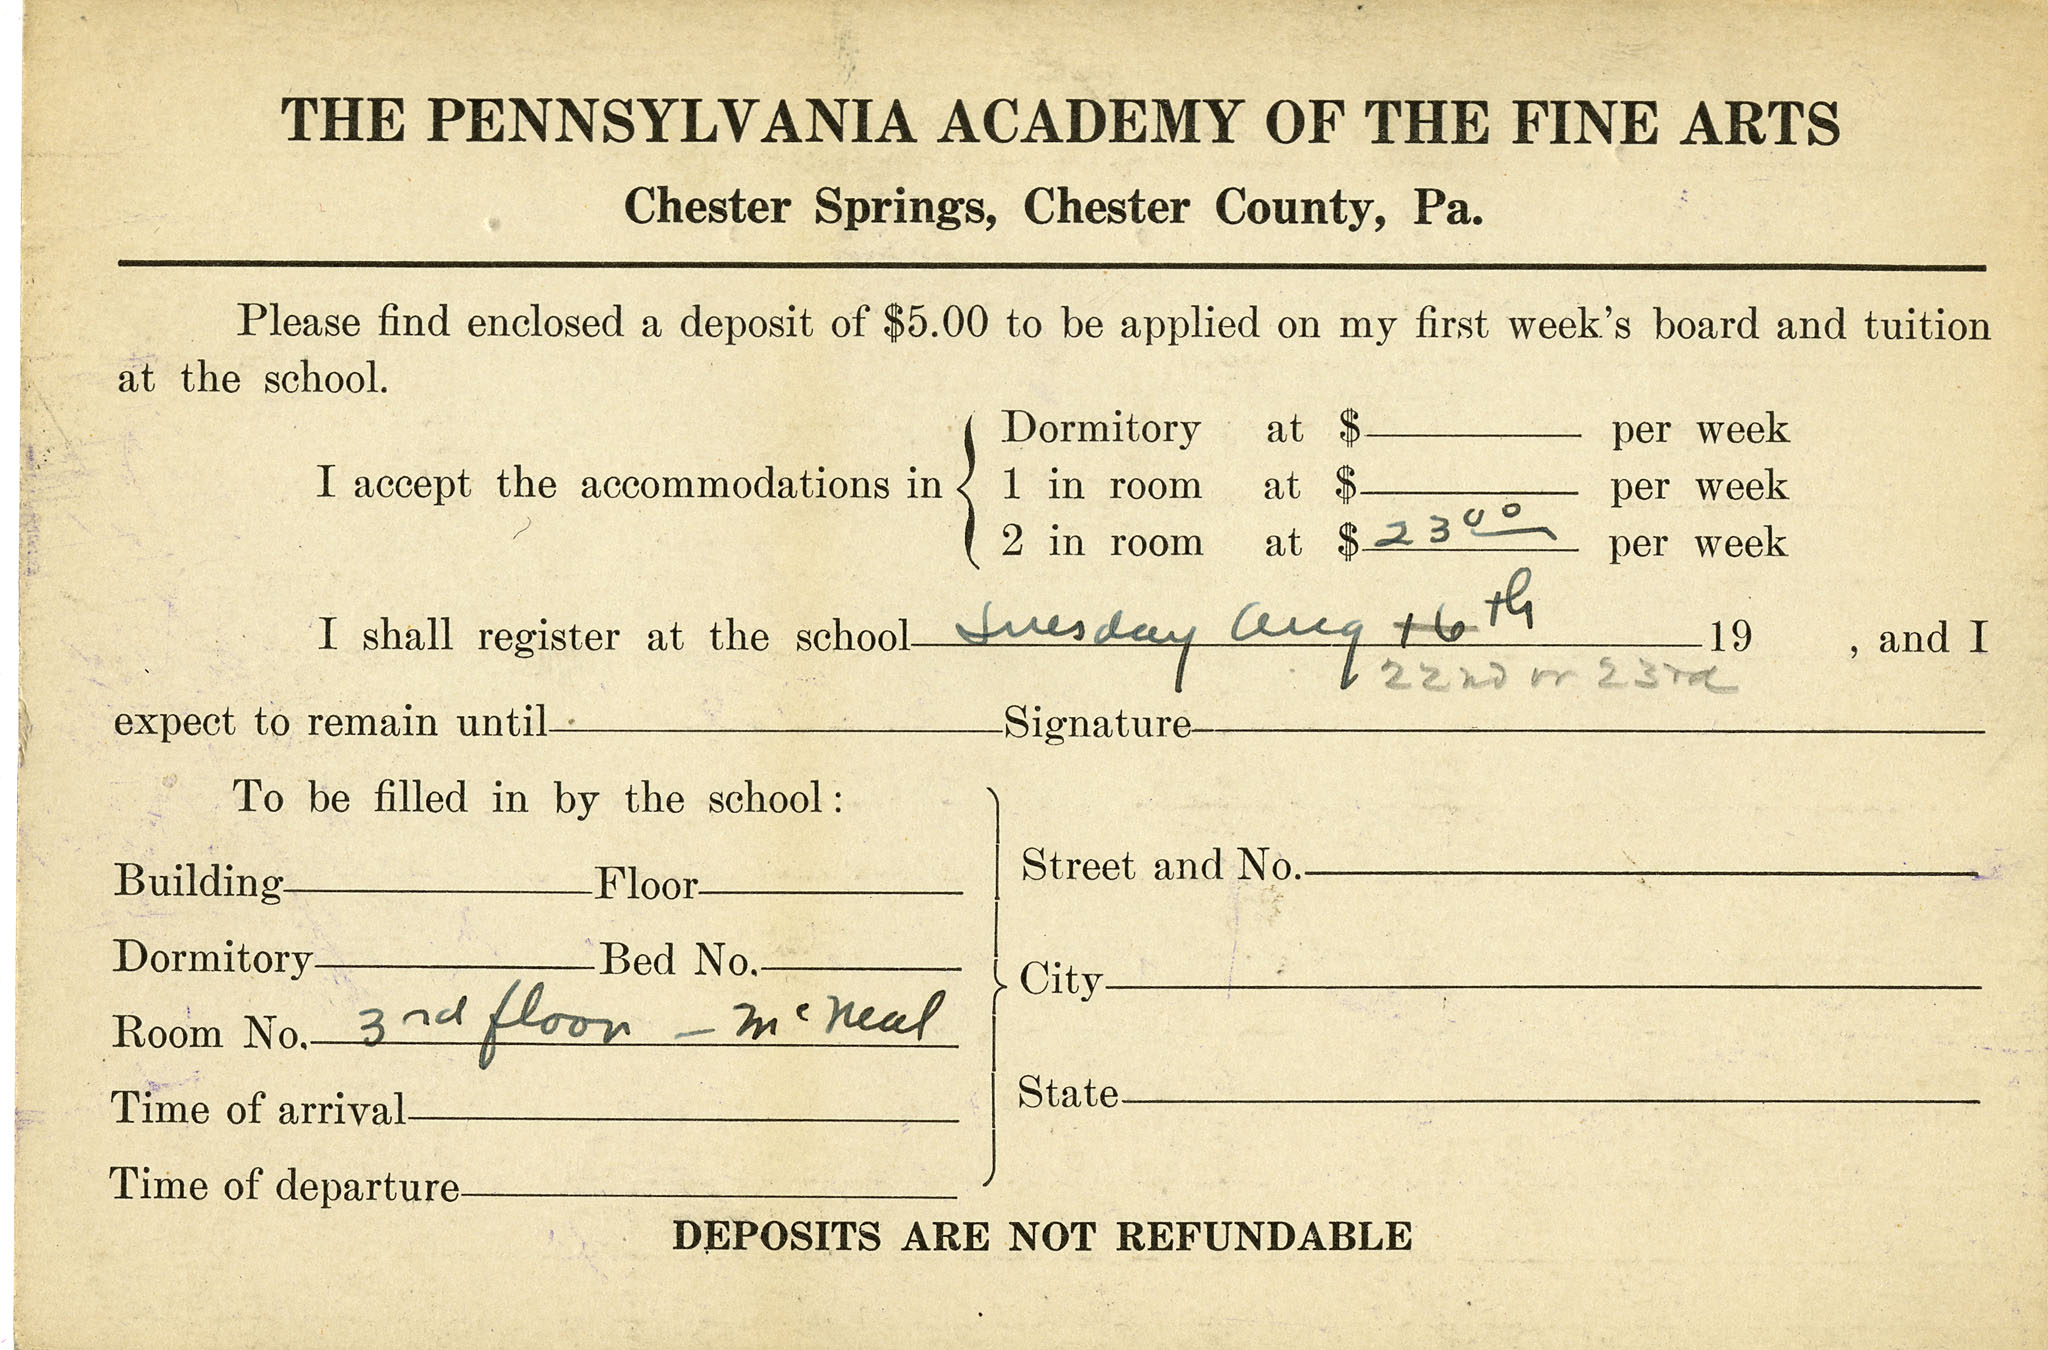 THE PENNSYLVANIA ACADEMY OF THE FINE ARTS
Chester Springs, Chester County, Pa.
Please find enclosed a deposit of $5.00 to be applied on my first week's board and tuition
at the school.
I accept the accommodations in
Dormitory at $ per week
1 in room at $ per week
2 in room at $ 23 00 per week
I shall register at the school Tuesday Aug 16th 19 , and I
22nd or 23rd
expect to remain until Signature
To be filled in by the school:
Building Floor
Dormitory Bed No.
Room No. 3rd floor - McNeal
Time of arrival
Time of departure
Street and No.
City
State
DEPOSITS ARE NOT REFUNDABLE